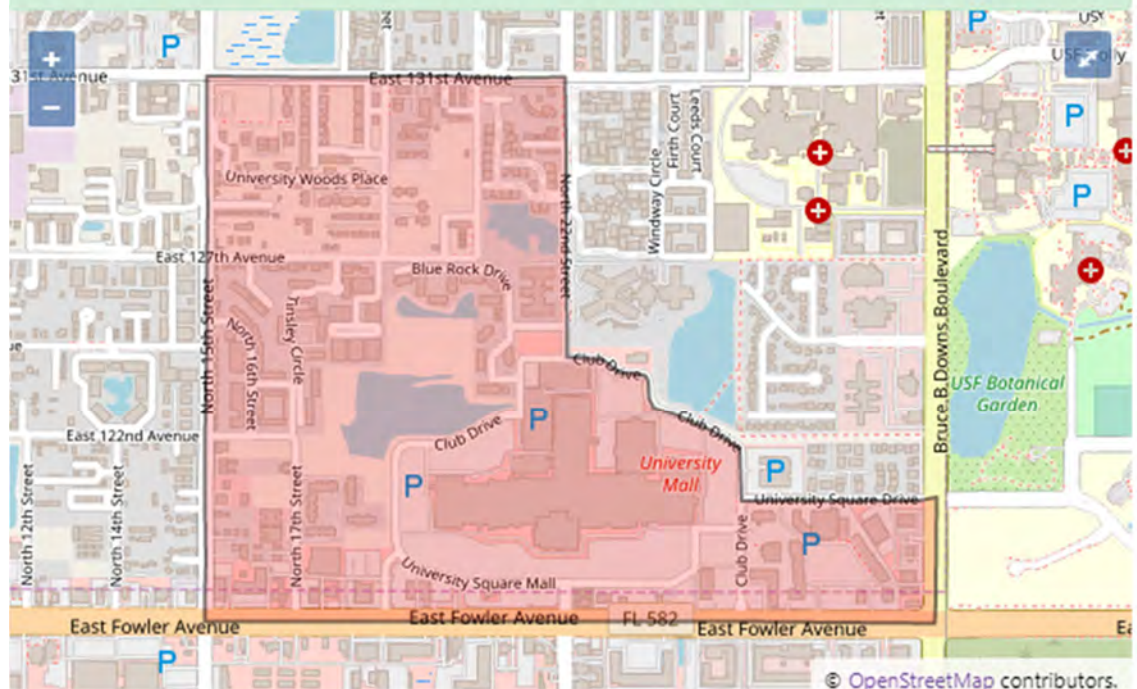 P
USF
+
31st Avenue
East 131st Avenue
−
P
Leeds Court
Firth Court
Windway Circle
University Woods Place
P
North 22nd Street
East 127th Avenue
Blue Rock Drive
Bruce B Downs Boulevard
North 15th Street
Tinsley Circle
North 16th Street
Club Drive
USF Botanical
Garden
P
Club Drive
Club Drive
East 122nd Avenue
University
Mall
P
P
University Square Drive
North 12th Street
North 14th Street
North 17th Street
Club Drive
P
University Square Mall
East Fowler Avenue
East Fowler Avenue
FL 582
East Fowler Avenue
P
© OpenStreetMap contributors.